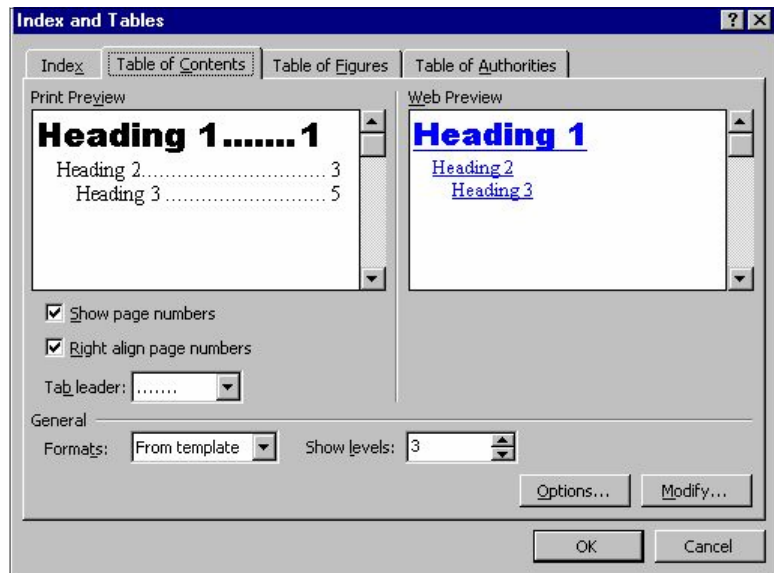 Index and Tables
Index Table of Contents Table of Figures Table of Authorities
Print Preview
Heading 1.......1
Heading 2.................................... 3
Heading 3 ............................... 5
Web Preview
Heading 1
Heading 2
Heading 3
Show page numbers
Right align page numbers
Tab leader: .......
General
Formats: From template Show levels: 3
Options... Modify...
OK Cancel